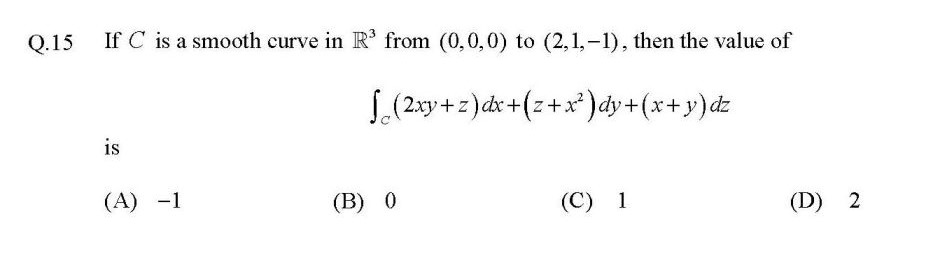 Q.15 If C is a smooth curve in ℝ³ from (0,0,0) to (2,1,−1), then the value of
∫_C (2xy+z)dx+(z+x²)dy+(x+y)dz
is
(A) −1 (B) 0 (C) 1 (D) 2